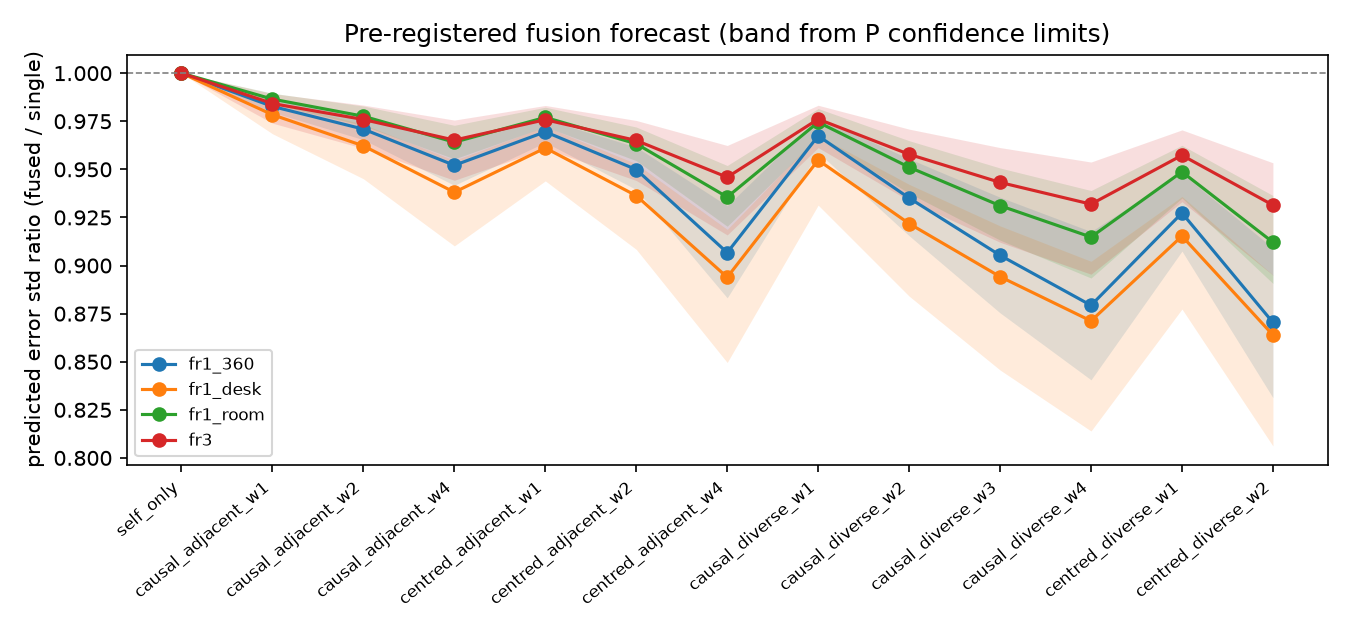 Pre-registered fusion forecast (band from P confidence limits)
predicted error std ratio (fused / single)
1.000
0.975
0.950
0.925
0.900
0.875
0.850
0.825
0.800
fr1_360
fr1_desk
fr1_room
fr3
self_only
causal_adjacent_w1
causal_adjacent_w2
causal_adjacent_w4
centred_adjacent_w1
centred_adjacent_w2
centred_adjacent_w4
causal_diverse_w1
causal_diverse_w2
causal_diverse_w3
causal_diverse_w4
centred_diverse_w1
centred_diverse_w2